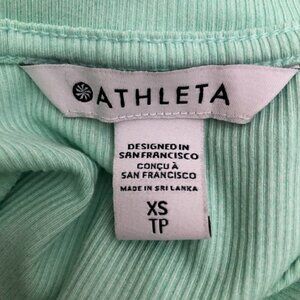 ATHLETA
DESIGNED IN
SAN FRANCISCO
CONÇU À
SAN FRANCISCO
MADE IN SRI LANKA
XS
TP